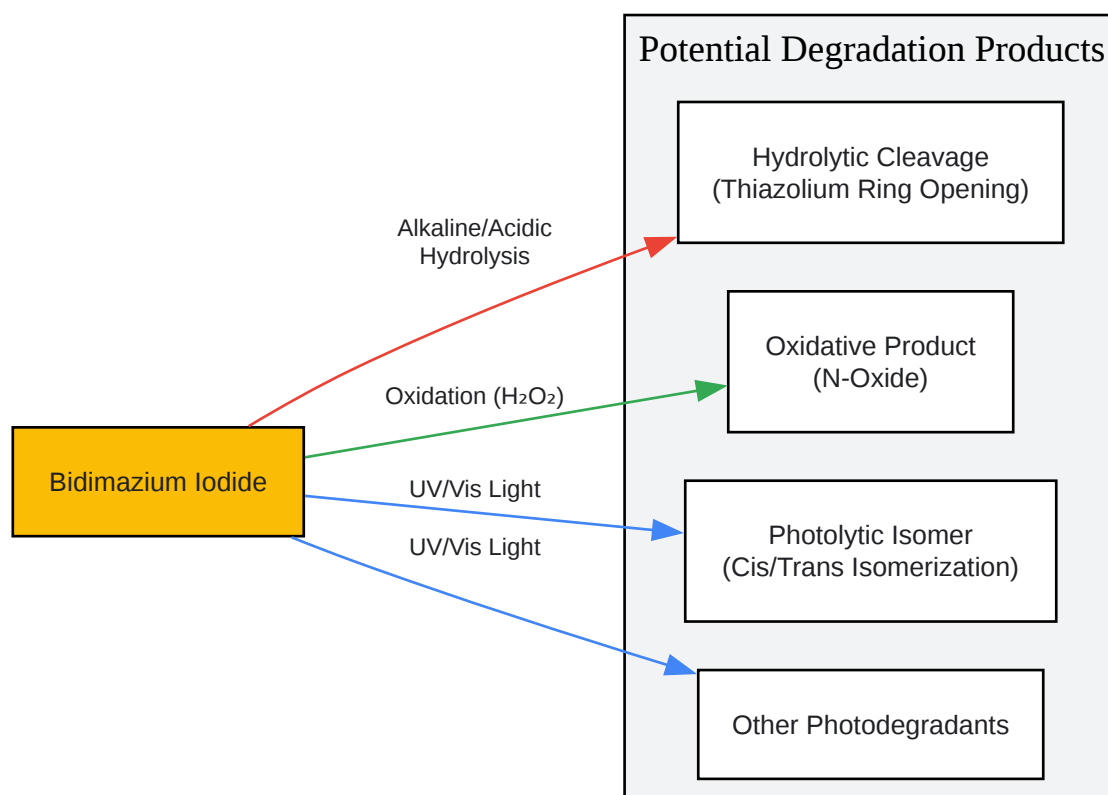 Potential Degradation Products
Hydrolytic Cleavage
(Thiazolium Ring Opening)
Alkaline/Acidic
Hydrolysis
Oxidative Product
(N-Oxide)
Oxidation (H₂O₂)
Bidimazium Iodide
UV/Vis Light
Photolytic Isomer
(Cis/Trans Isomerization)
UV/Vis Light
Other Photodegradants